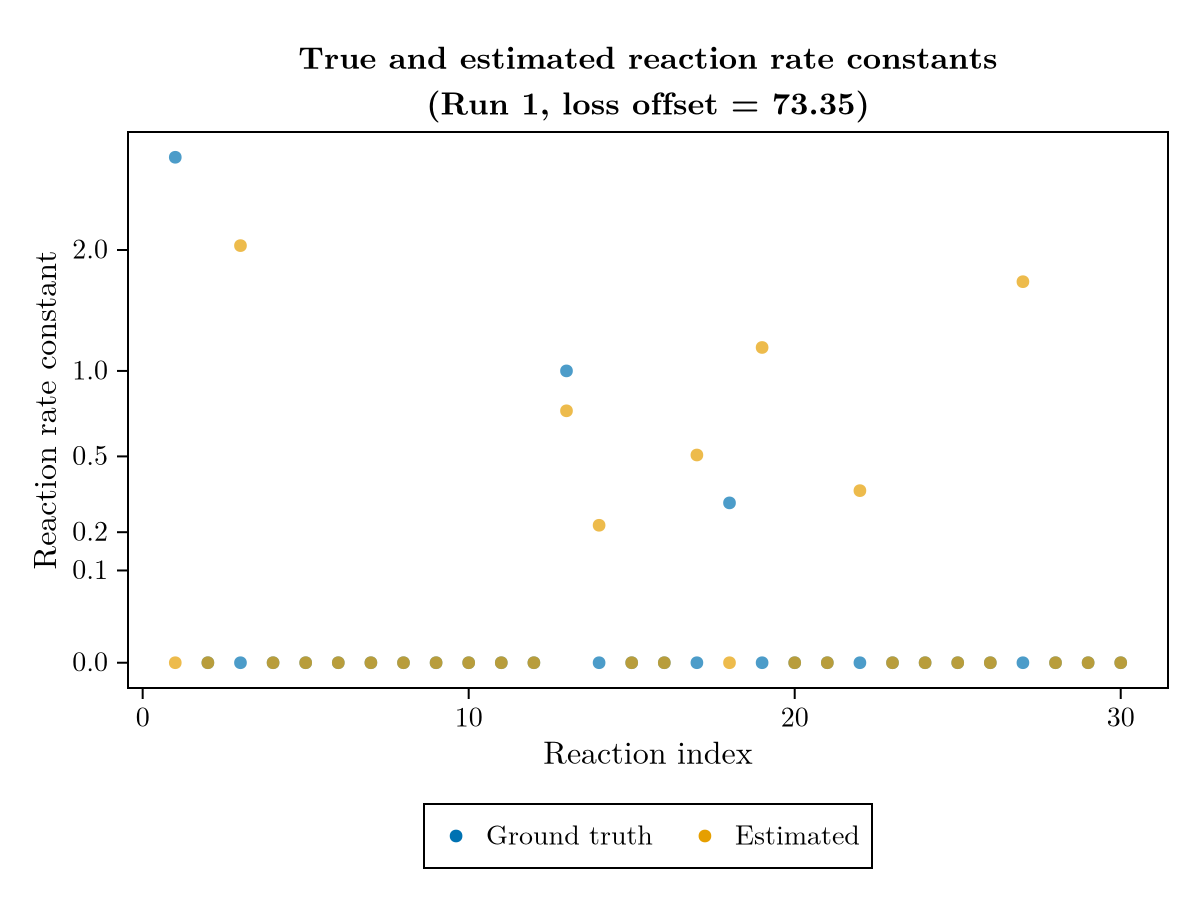 True and estimated reaction rate constants
(Run 1, loss offset = 73.35)
Reaction rate constant
2.0
1.0
0.5
0.2
0.1
0.0
0 10 20 30
Reaction index
Ground truth Estimated